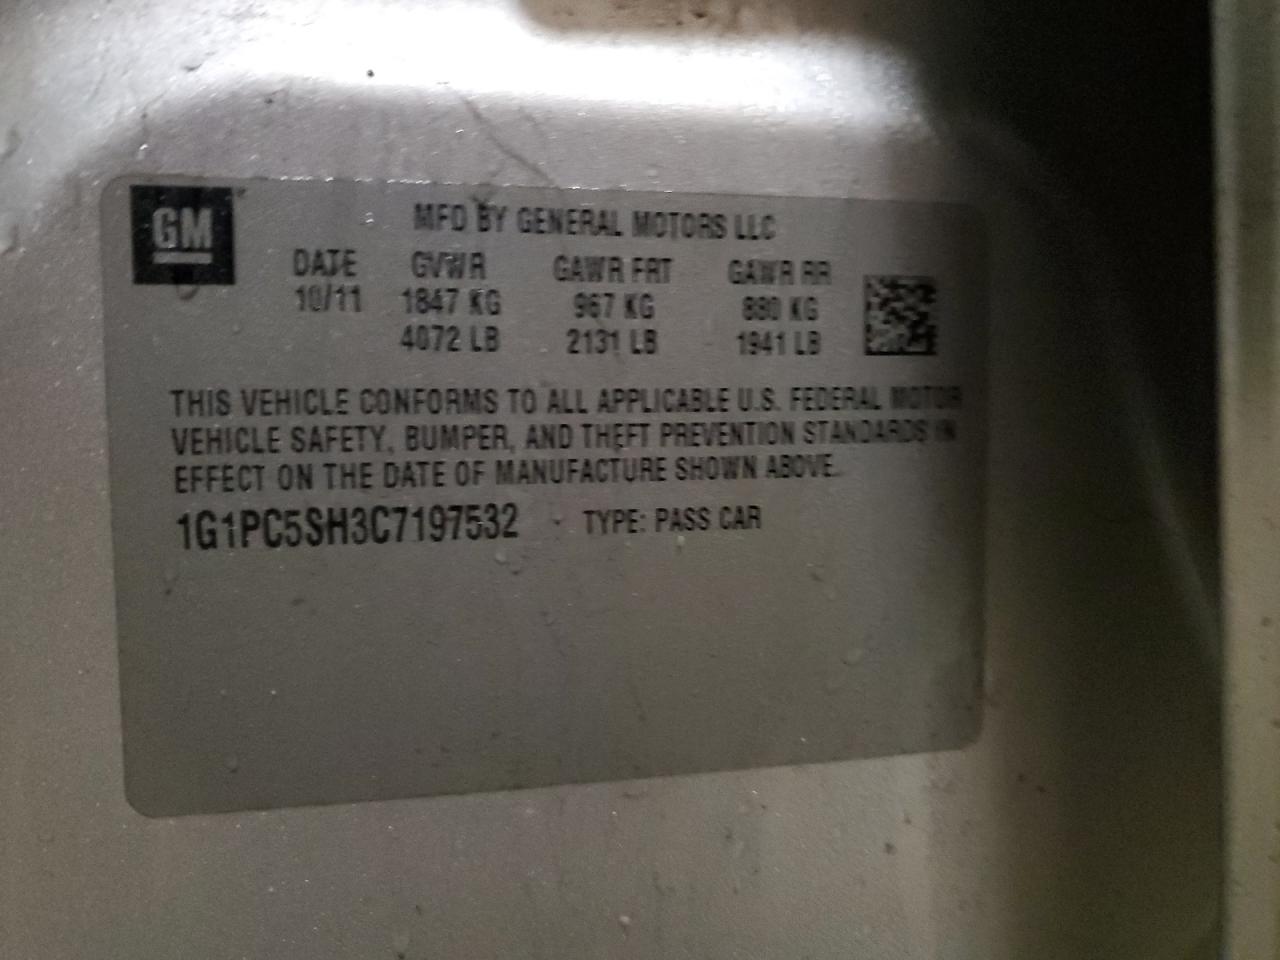 GM
MFD BY GENERAL MOTORS LLC
DATE GVWR GAWR FRT GAWR RR
10/11 1847 KG 967 KG 880 KG
4072 LB 2131 LB 1941 LB
THIS VEHICLE CONFORMS TO ALL APPLICABLE U.S. FEDERAL MOTOR
VEHICLE SAFETY, BUMPER, AND THEFT PREVENTION STANDARDS IN
EFFECT ON THE DATE OF MANUFACTURE SHOWN ABOVE.
1G1PC5SH3C7197532 TYPE: PASS CAR